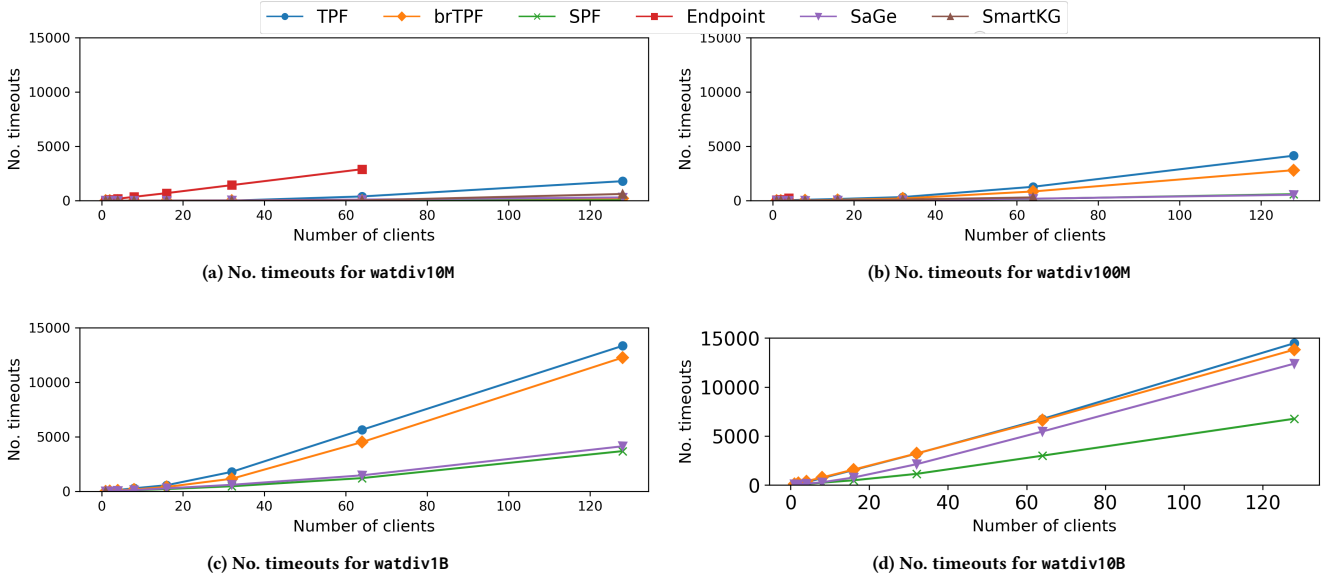 TPF brTPF SPF Endpoint SaGe SmartKG
15000
10000
5000
0
No. timeouts
0 20 40 60 80 100 120
Number of clients
(a) No. timeouts for watdiv10M
15000
10000
5000
0
No. timeouts
0 20 40 60 80 100 120
Number of clients
(b) No. timeouts for watdiv100M
15000
10000
5000
0
No. timeouts
0 20 40 60 80 100 120
Number of clients
(c) No. timeouts for watdiv1B
15000
10000
5000
0
No. timeouts
0 20 40 60 80 100 120
Number of clients
(d) No. timeouts for watdiv10B